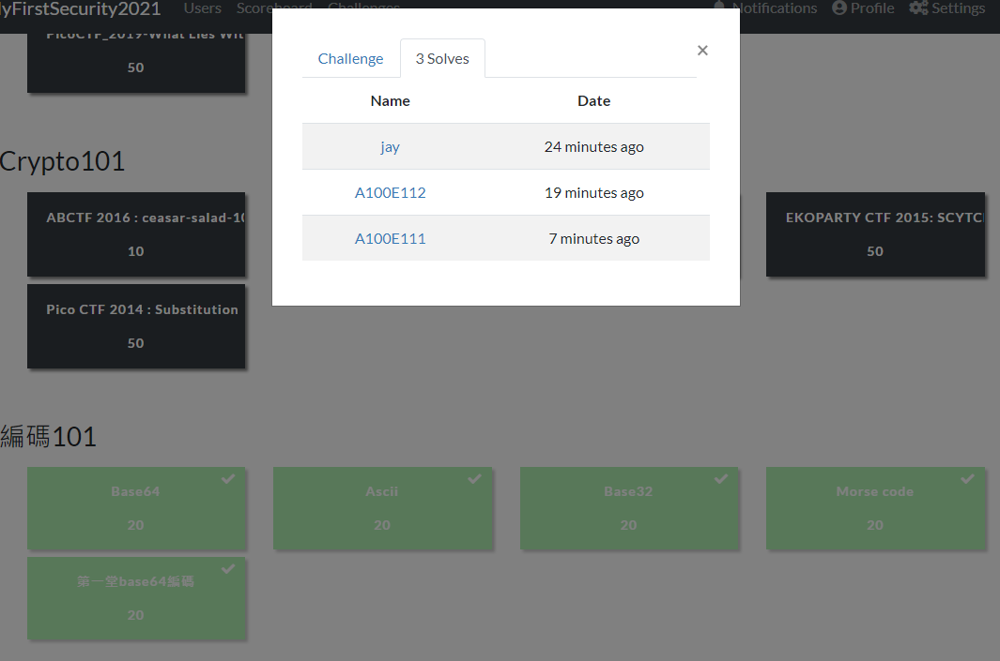 lyFirstSecurity2021 Users Scoreboard Challenges Notifications Profile Settings
PicoCTF_2019-What Lies Wit
50
Challenge 3 Solves ×
Name Date
jay 24 minutes ago
A100E112 19 minutes ago
A100E111 7 minutes ago
Crypto101
ABCTF 2016 : ceasar-salad-10
10
EKOPARTY CTF 2015: SCYTC
50
Pico CTF 2014 : Substitution
50
編碼101
Base64 Ascii Base32 Morse code
20 20 20 20
第一堂base64編碼
20